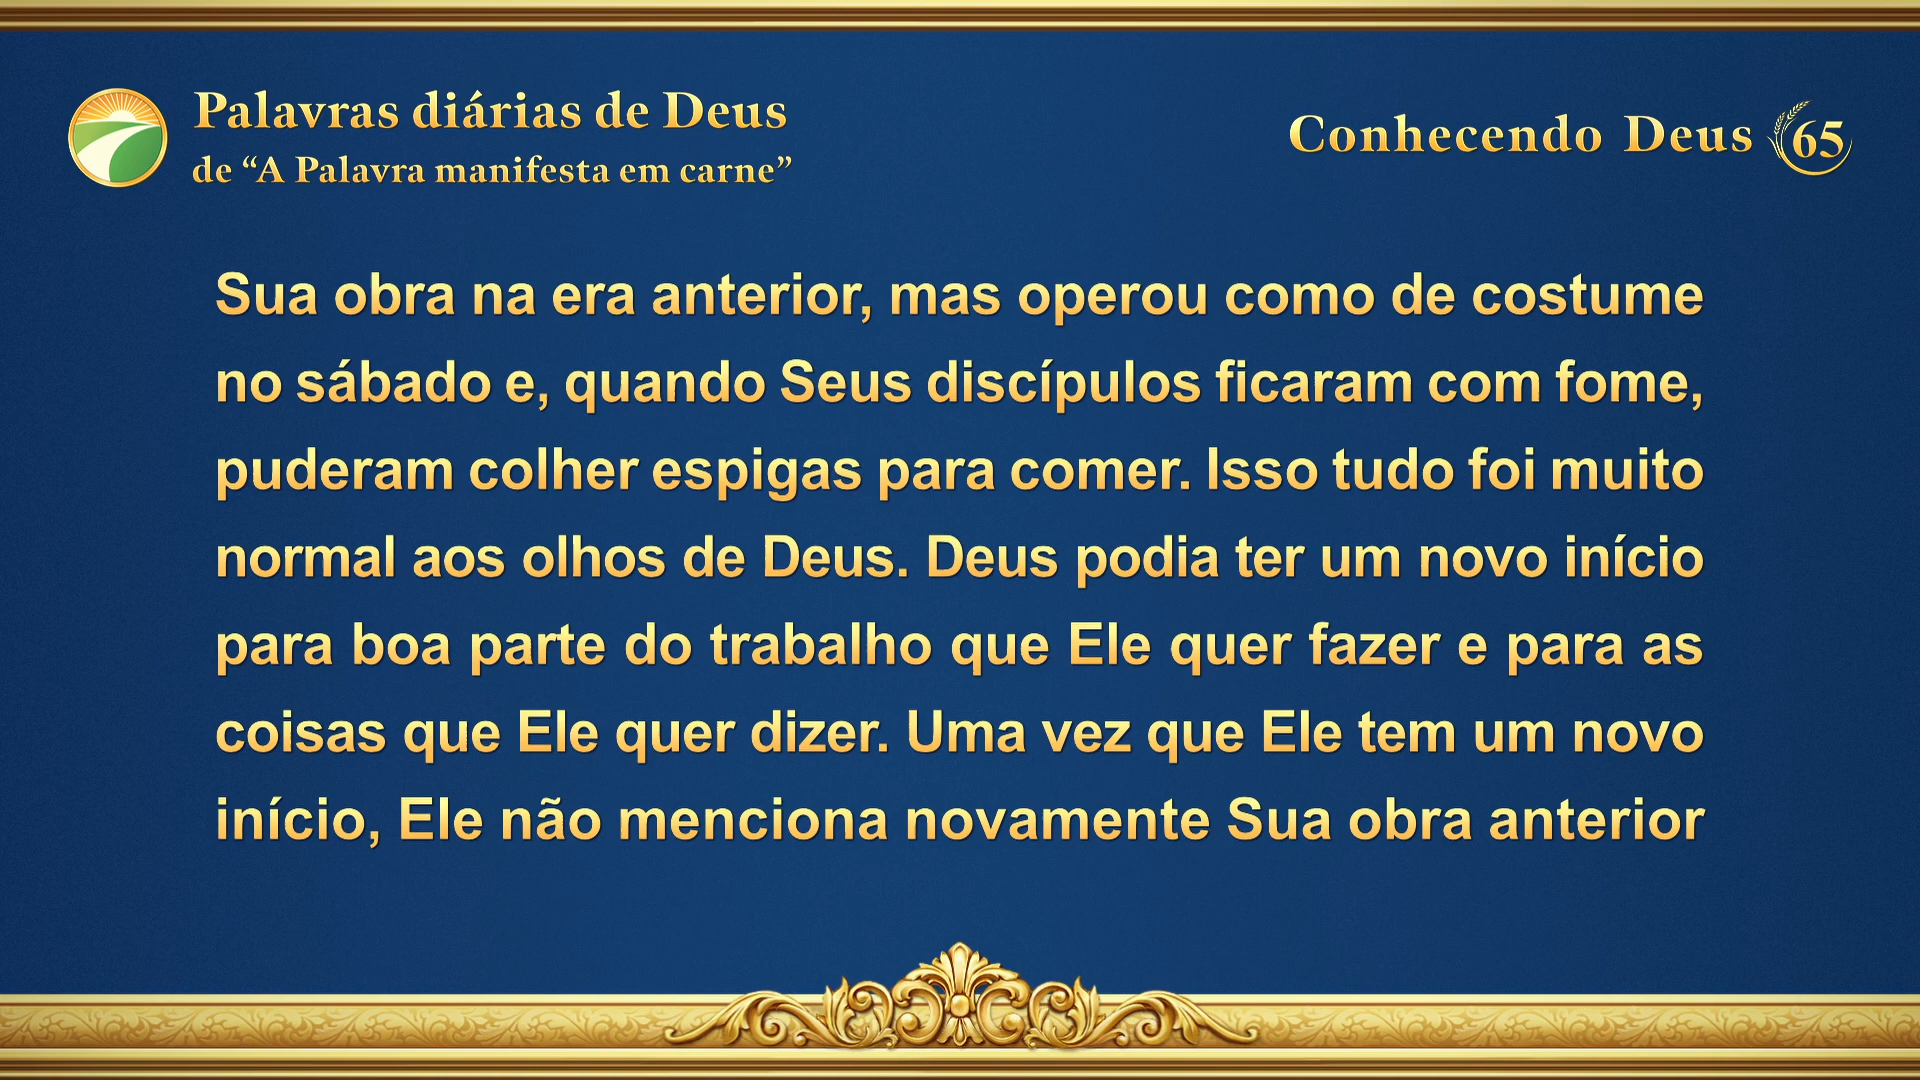 Palavras diárias de Deus
de “A Palavra manifesta em carne”
Conhecendo Deus 65
Sua obra na era anterior, mas operou como de costume
no sábado e, quando Seus discípulos ficaram com fome,
puderam colher espigas para comer. Isso tudo foi muito
normal aos olhos de Deus. Deus podia ter um novo início
para boa parte do trabalho que Ele quer fazer e para as
coisas que Ele quer dizer. Uma vez que Ele tem um novo
início, Ele não menciona novamente Sua obra anterior